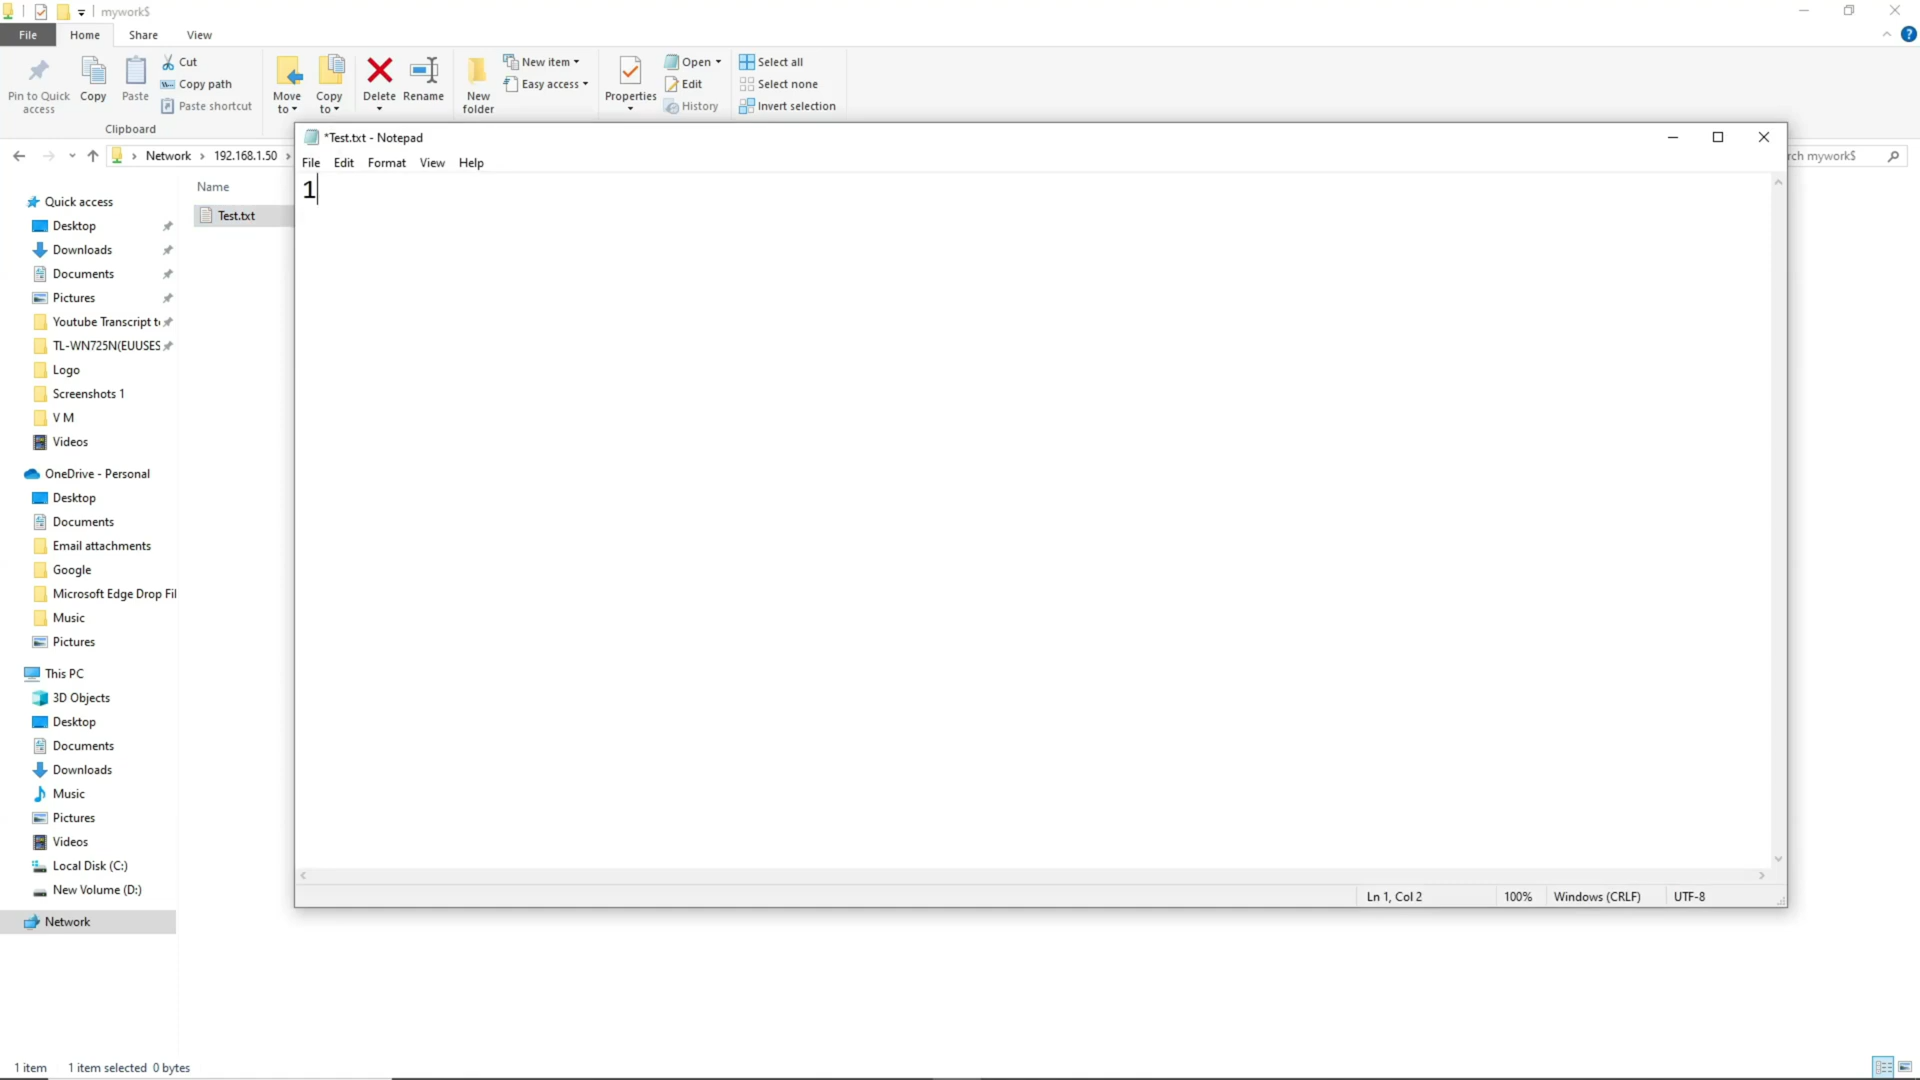 mywork$
File Home Share View
Pin to Quick access
Copy
Paste
Cut
Copy path
Paste shortcut
Clipboard
Move to
Copy to
Delete
Rename
New folder
New item
Easy access
Properties
Open
Edit
History
Select all
Select none
Invert selection
Network 192.168.1.50
mywork$
*Test.txt - Notepad
File Edit Format View Help
1
Name
Test.txt
Quick access
Desktop
Downloads
Documents
Pictures
Youtube Transcript t
TL-WN725N(EUUSES
Logo
Screenshots 1
V M
Videos
OneDrive - Personal
Desktop
Documents
Email attachments
Google
Microsoft Edge Drop Fil
Music
Pictures
This PC
3D Objects
Desktop
Documents
Downloads
Music
Pictures
Videos
Local Disk (C:)
New Volume (D:)
Network
Ln 1, Col 2 100% Windows (CRLF) UTF-8
1 item 1 item selected 0 bytes